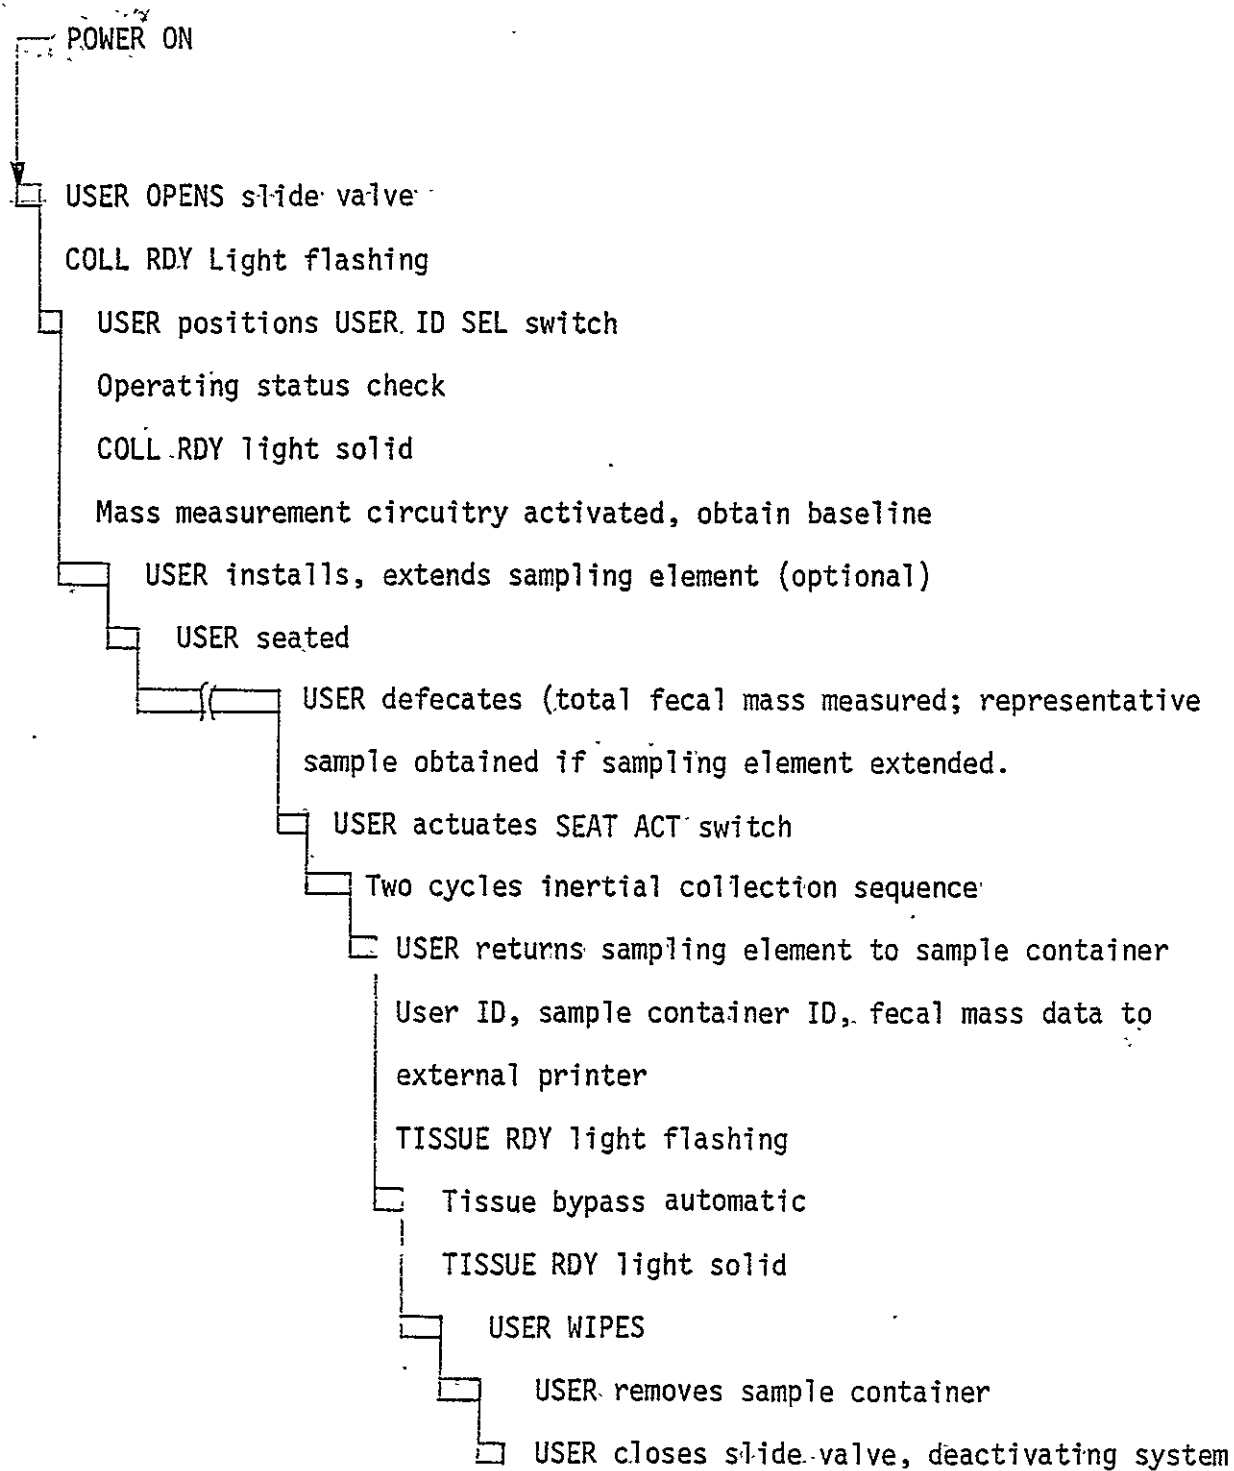 POWER ON
USER OPENS slide valve
COLL RDY Light flashing
USER positions USER ID SEL switch
Operating status check
COLL RDY light solid
Mass measurement circuitry activated, obtain baseline
USER installs, extends sampling element (optional)
USER seated
USER defecates (total fecal mass measured; representative
sample obtained if sampling element extended.
USER actuates SEAT ACT switch
Two cycles inertial collection sequence
USER returns sampling element to sample container
User ID, sample container ID, fecal mass data to
external printer
TISSUE RDY light flashing
Tissue bypass automatic
TISSUE RDY light solid
USER WIPES
USER removes sample container
USER closes slide valve, deactivating system